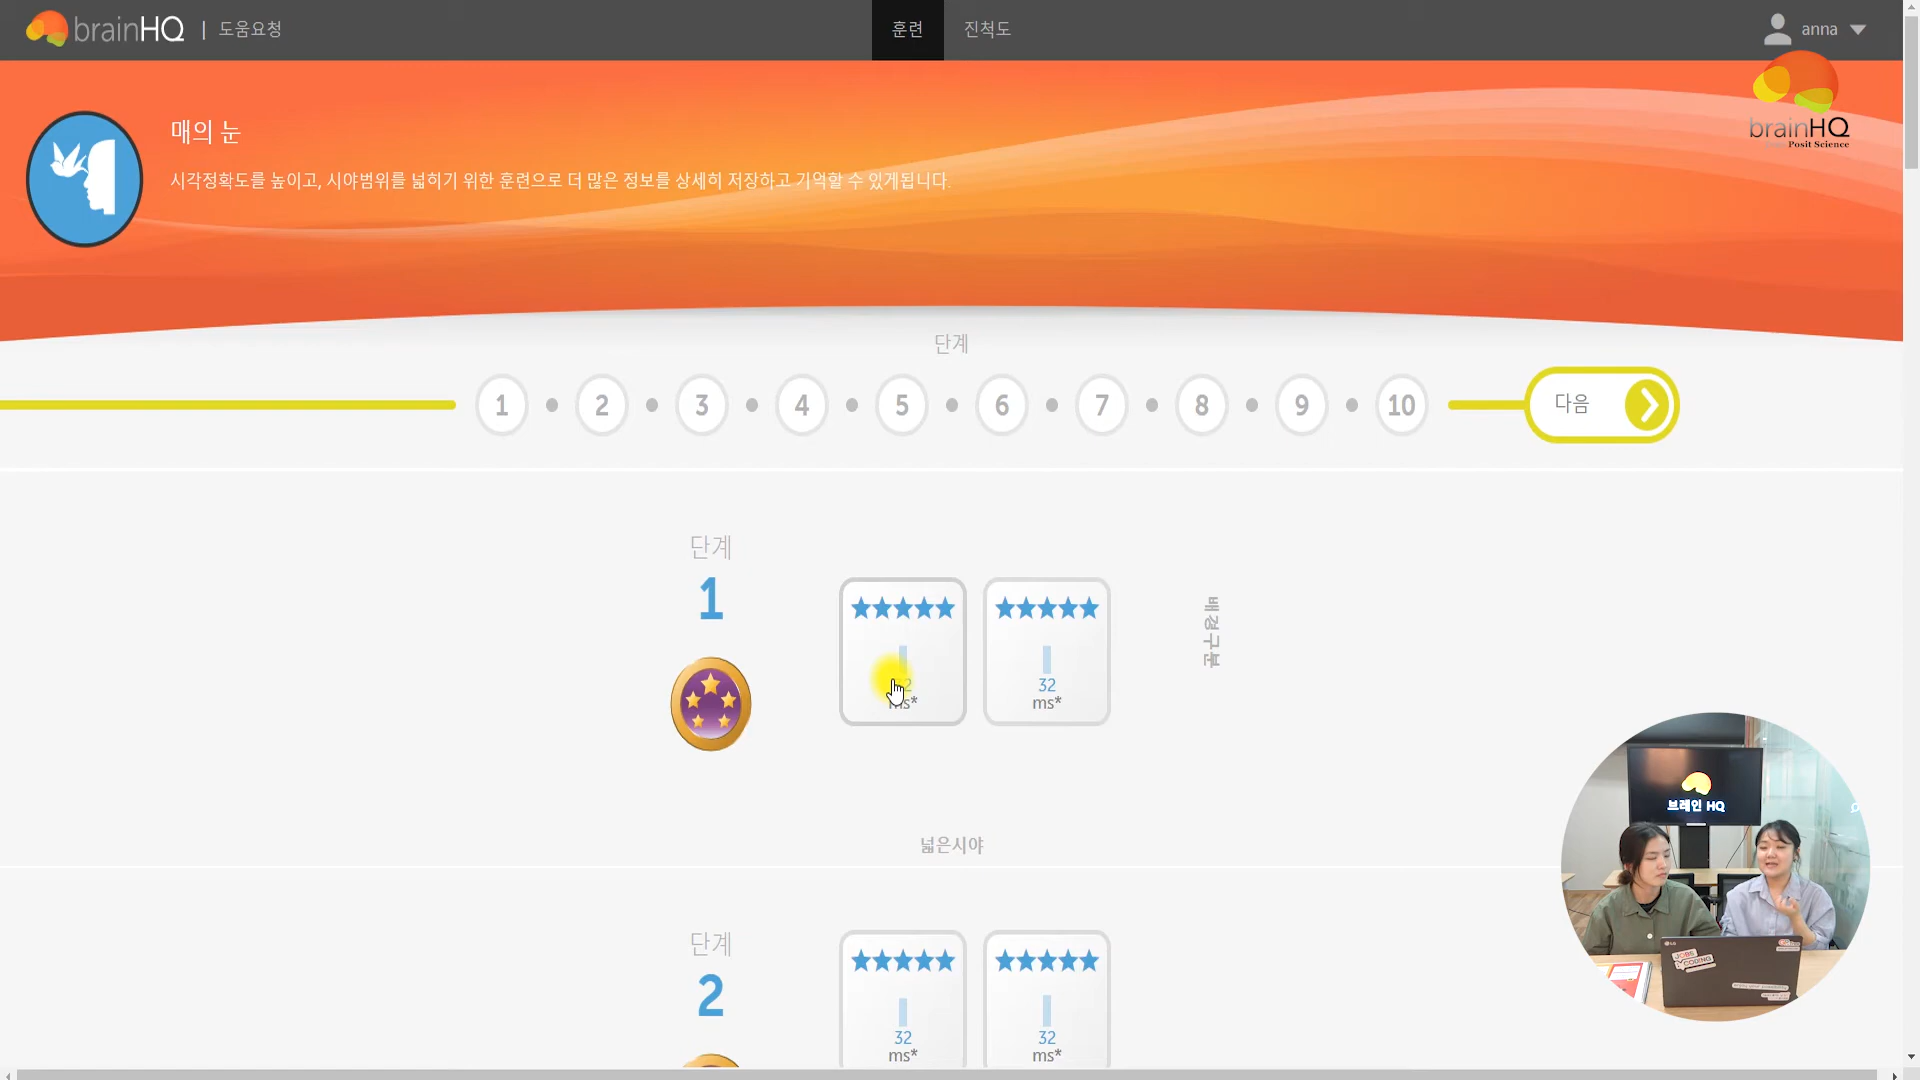 brainHQ | 도움요청
훈련
진척도
anna
brainHQ
Posit Science
매의 눈
시각정확도를 높이고, 시야범위를 넓히기 위한 훈련으로 더 많은 정보를 상세히 저장하고 기억할 수 있게됩니다.
단계
1 2 3 4 5 6 7 8 9 10
다음
단계
1
32
ms*
32
ms*
배경구분
넓은시야
단계
2
32
ms*
32
ms*
브레인 HQ
JOBS
CODING